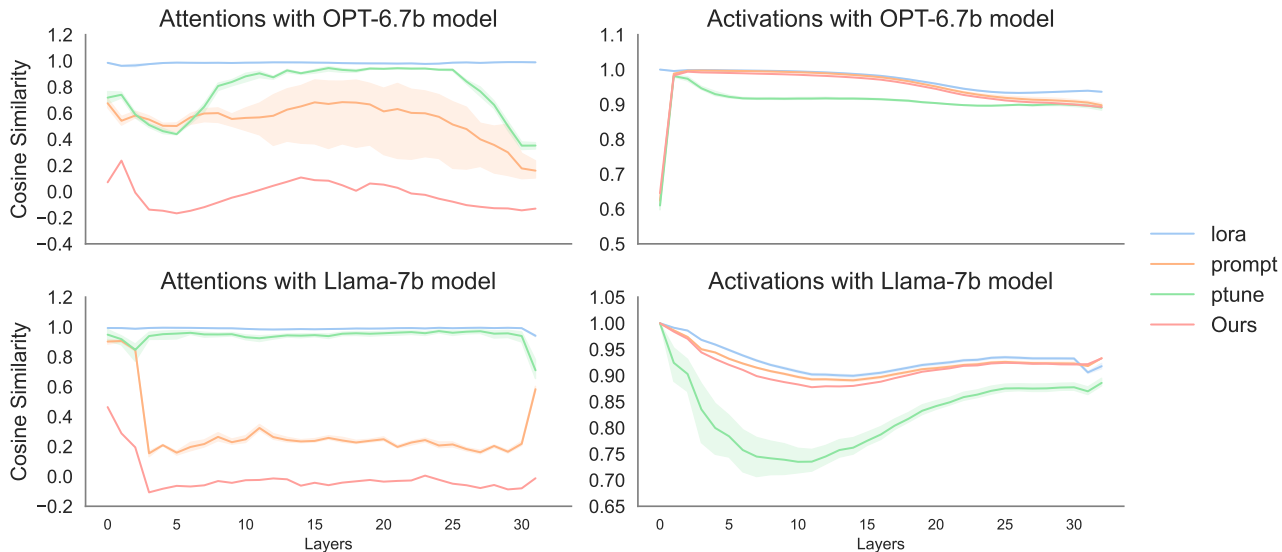 Attentions with OPT-6.7b model
Activations with OPT-6.7b model
Cosine Similarity
1.2
1.0
0.8
0.6
0.4
0.2
0.0
−0.2
−0.4
1.1
1.0
0.9
0.8
0.7
0.6
0.5
Attentions with Llama-7b model
Activations with Llama-7b model
Cosine Similarity
1.2
1.0
0.8
0.6
0.4
0.2
0.0
−0.2
0 5 10 15 20 25 30
Layers
1.05
1.00
0.95
0.90
0.85
0.80
0.75
0.70
0.65
0 5 10 15 20 25 30
Layers
lora
prompt
ptune
Ours